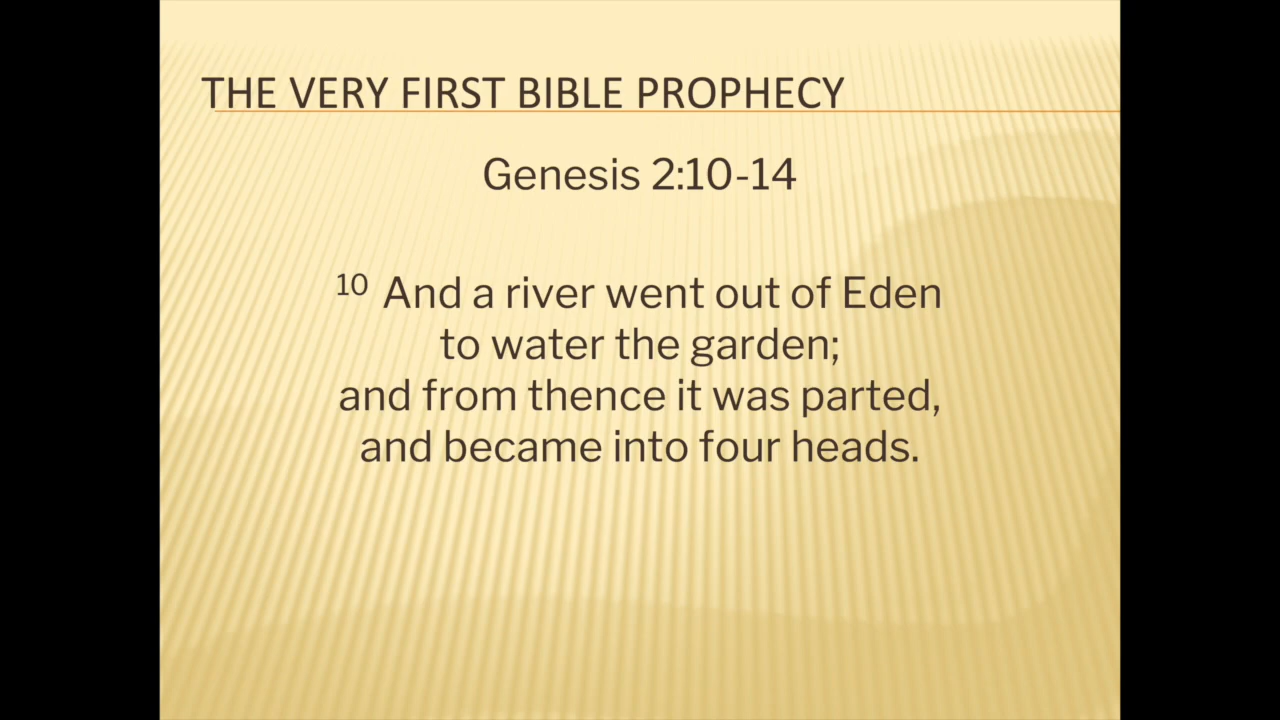 THE VERY FIRST BIBLE PROPHECY
Genesis 2:10-14
10 And a river went out of Eden
to water the garden;
and from thence it was parted,
and became into four heads.